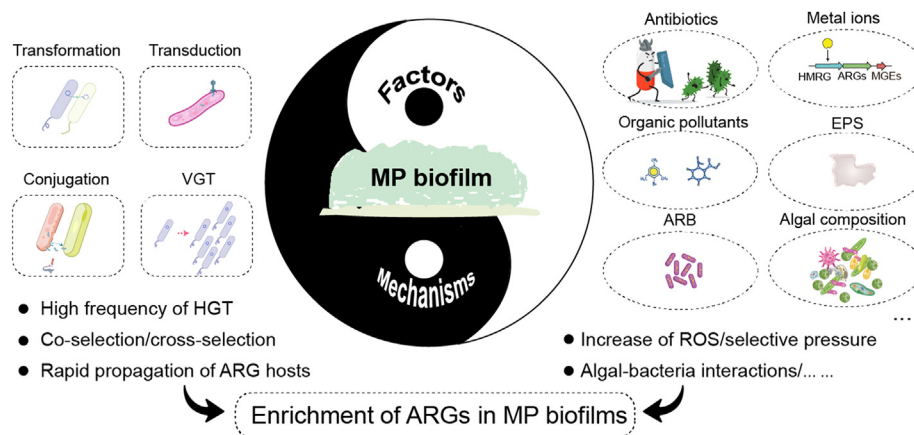 Transformation
Transduction
Conjugation
VGT
● High frequency of HGT
● Co-selection/cross-selection
● Rapid propagation of ARG hosts
Factors
MP biofilm
Mechanisms
Antibiotics
Metal ions
HMRG ARGs MGEs
Organic pollutants
EPS
ARB
Algal composition
...
● Increase of ROS/selective pressure
● Algal-bacteria interactions/... ...
Enrichment of ARGs in MP biofilms